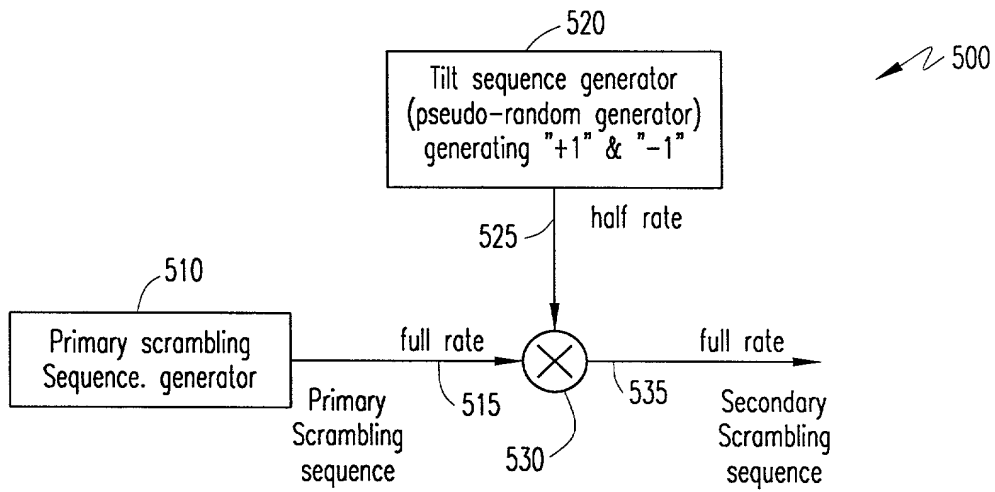 520
500
Tilt sequence generator
(pseudo-random generator)
generating "+1" & "-1"
525
half rate
510
Primary scrambling
Sequence. generator
full rate
full rate
515
535
Primary
Scrambling
sequence
530
Secondary
Scrambling
sequence